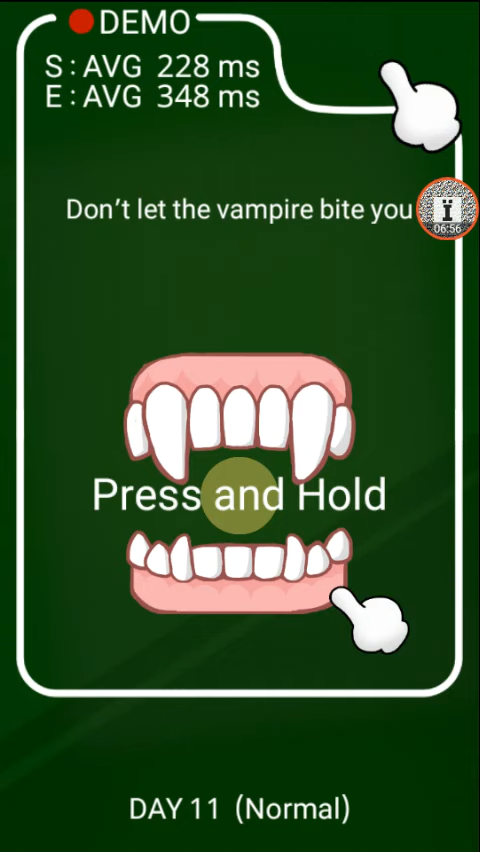 DEMO
S : AVG 228 ms
E : AVG 348 ms
Don’t let the vampire bite you
Ï
06:56
Press and Hold
DAY 11 (Normal)